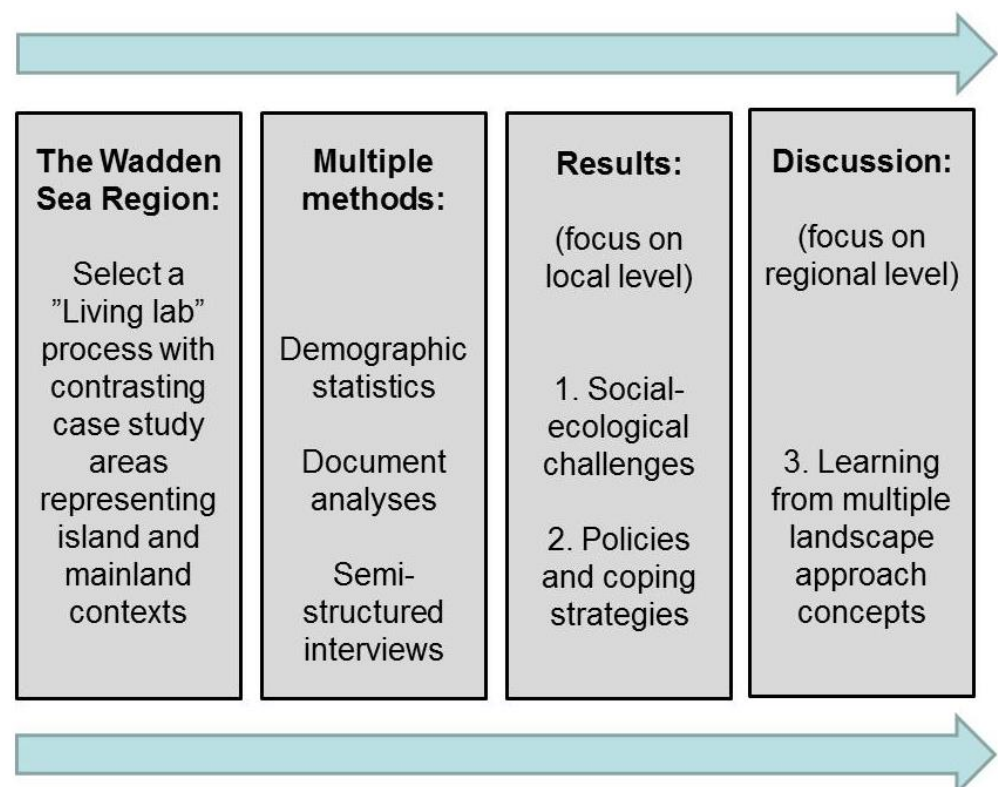 The Wadden
Sea Region:
Select a
”Living lab”
process with
contrasting
case study
areas
representing
island and
mainland
contexts
Multiple
methods:
Demographic
statistics
Document
analyses
Semi-
structured
interviews
Results:
(focus on
local level)
1. Social-
ecological
challenges
2. Policies
and coping
strategies
Discussion:
(focus on
regional level)
3. Learning
from multiple
landscape
approach
concepts